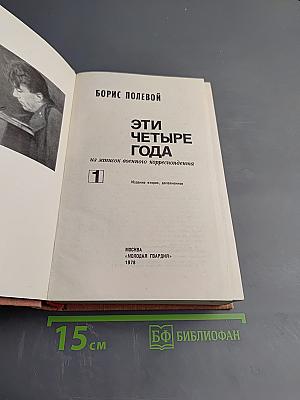 БОРИС ПОЛЕВОЙ
ЭТИ
ЧЕТЫРЕ
ГОДА
из записок военного корреспондента
1
Издание второе, дополненное
МОСКВА
«МОЛОДАЯ ГВАРДИЯ»
1978
15 см
БФ БИБЛИОФАН